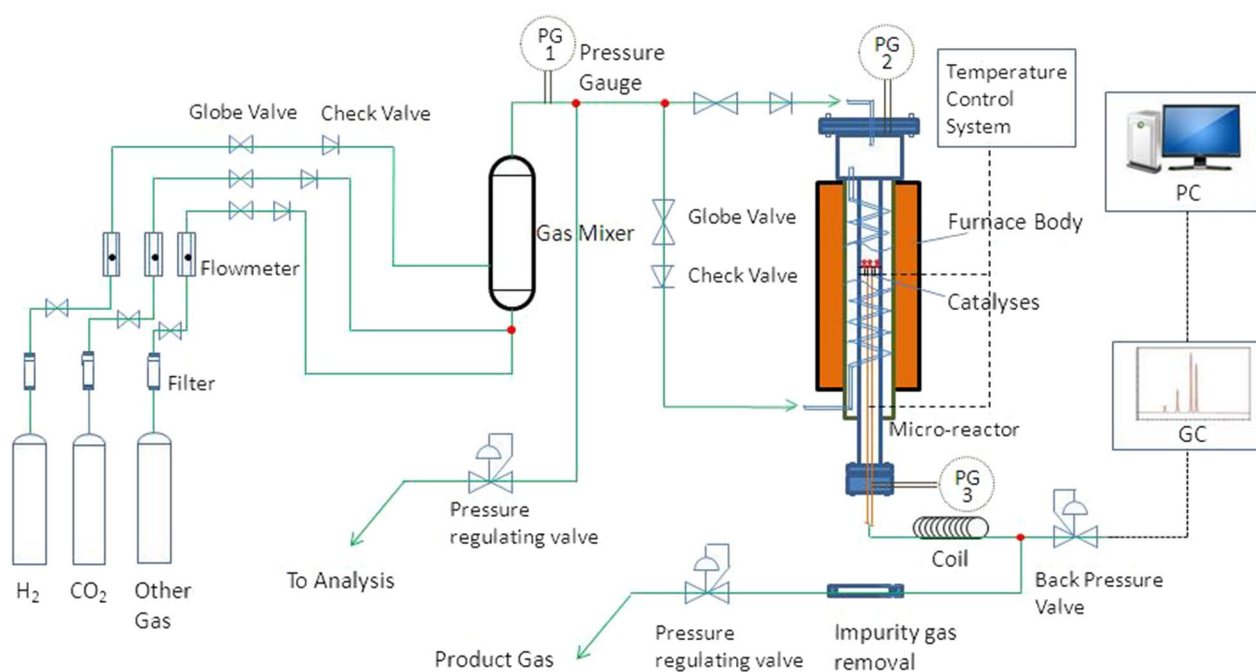 PG
1
Pressure
Gauge
PG
2
Temperature
Control
System
Globe Valve
Check Valve
PC
Gas Mixer
Globe Valve
Furnace Body
Flowmeter
Check Valve
Catalyses
Filter
Micro-reactor
GC
PG
3
Pressure
regulating valve
Coil
To Analysis
Back Pressure
Valve
H2
CO2
Other
Gas
Product Gas
Pressure
regulating valve
Impurity gas
removal